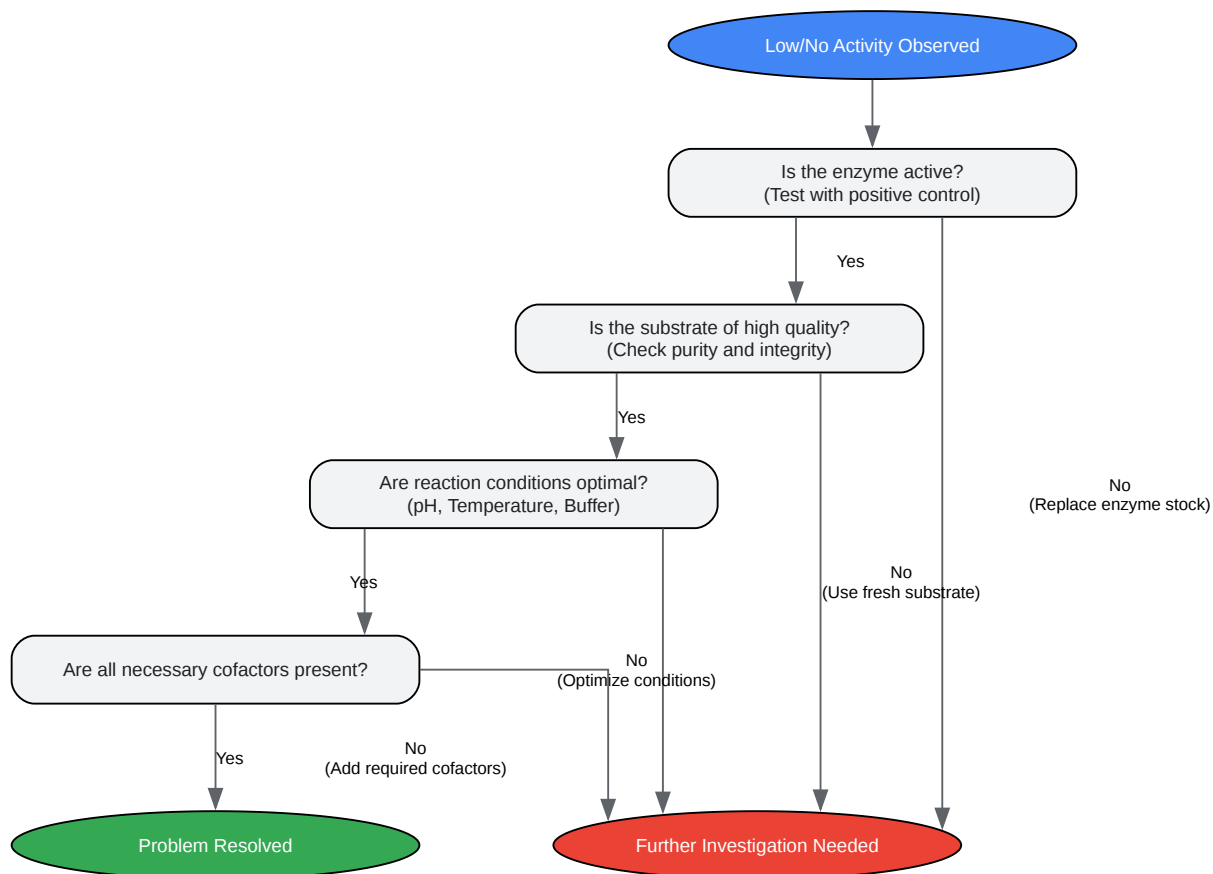 Low/No Activity Observed
Is the enzyme active?
(Test with positive control)
Yes
Is the substrate of high quality?
(Check purity and integrity)
Yes
Are reaction conditions optimal?
(pH, Temperature, Buffer)
No
(Replace enzyme stock)
Yes
No
(Use fresh substrate)
Are all necessary cofactors present?
No
(Optimize conditions)
Yes
No
(Add required cofactors)
Problem Resolved
Further Investigation Needed